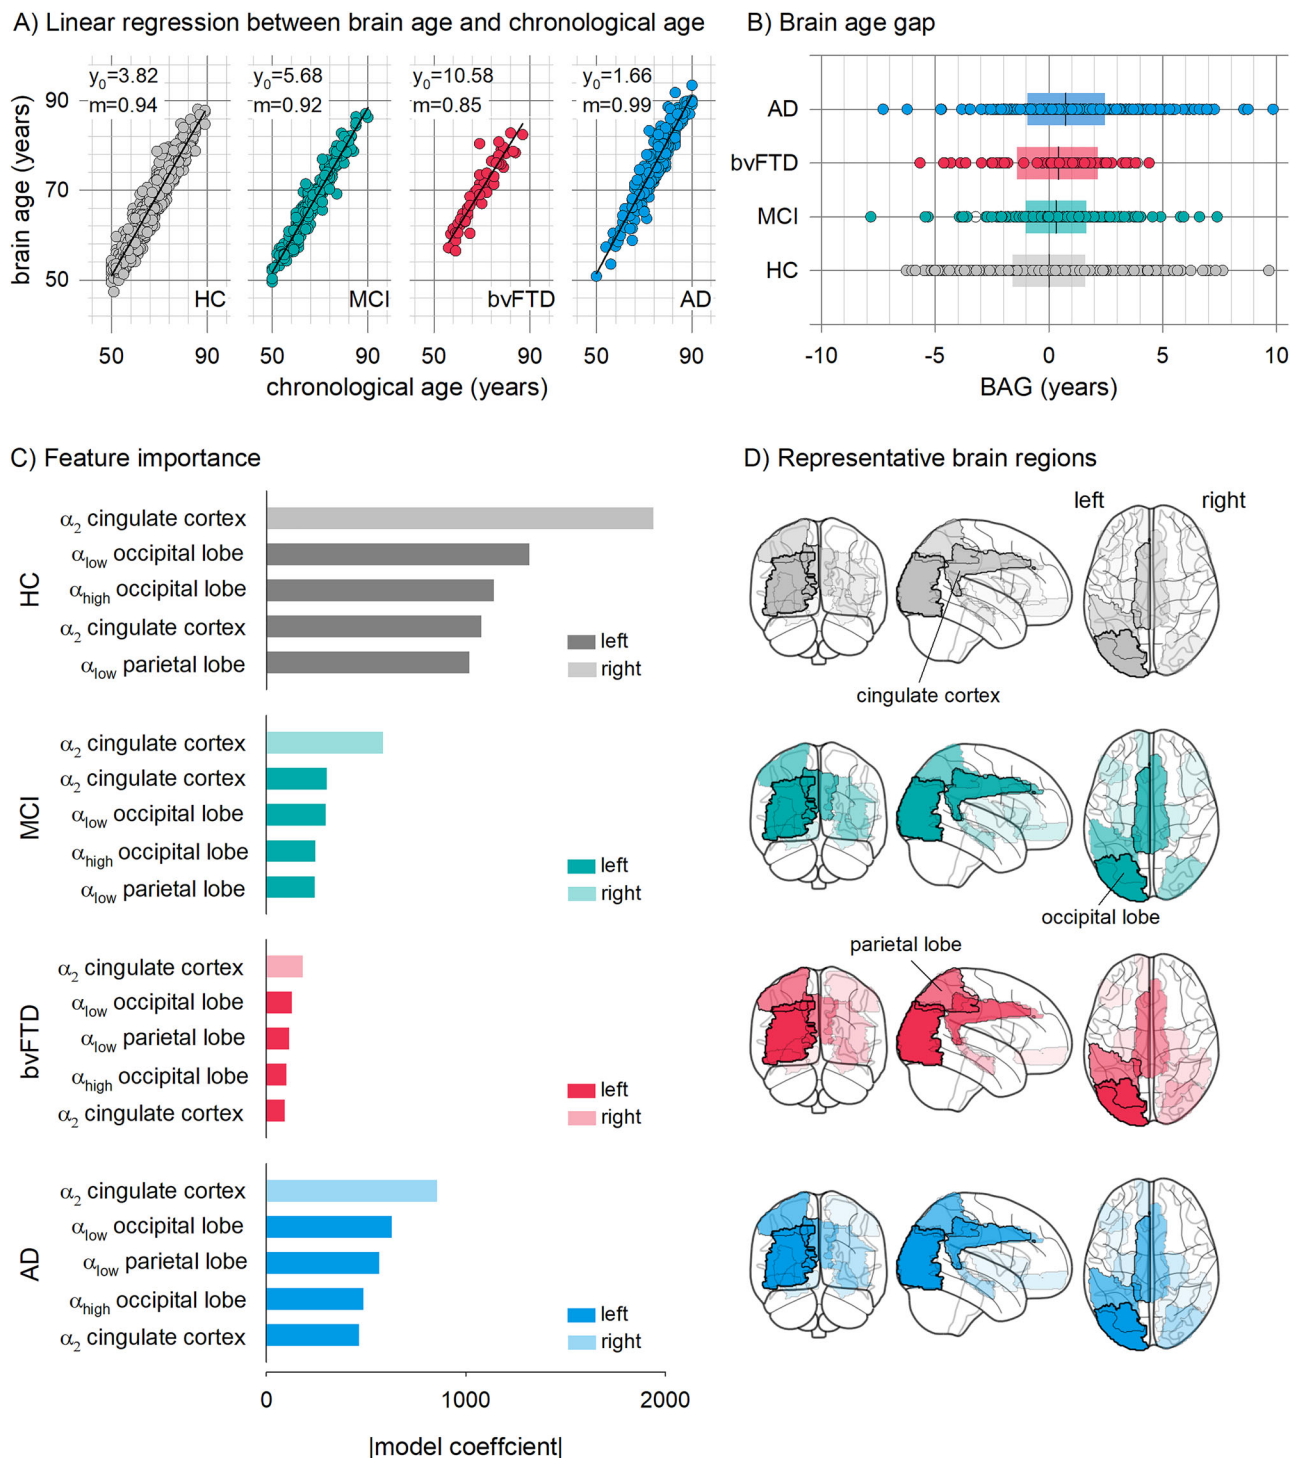 A) Linear regression between brain age and chronological age
y0=3.82
m=0.94
y0=5.68
m=0.92
y0=10.58
m=0.85
y0=1.66
m=0.99
90
70
50
brain age (years)
HC
MCI
bvFTD
AD
50 90 50 90 50 90 50 90
chronological age (years)
B) Brain age gap
AD
bvFTD
MCI
HC
-10 -5 0 5 10
BAG (years)
C) Feature importance
HC
α2 cingulate cortex
αlow occipital lobe
αhigh occipital lobe
α2 cingulate cortex
αlow parietal lobe
left
right
MCI
α2 cingulate cortex
α2 cingulate cortex
αlow occipital lobe
αhigh occipital lobe
αlow parietal lobe
left
right
bvFTD
α2 cingulate cortex
αlow occipital lobe
αlow parietal lobe
αhigh occipital lobe
α2 cingulate cortex
left
right
AD
α2 cingulate cortex
αlow occipital lobe
αlow parietal lobe
αhigh occipital lobe
α2 cingulate cortex
left
right
0 1000 2000
|model coeffcient|
D) Representative brain regions
left right
cingulate cortex
occipital lobe
parietal lobe